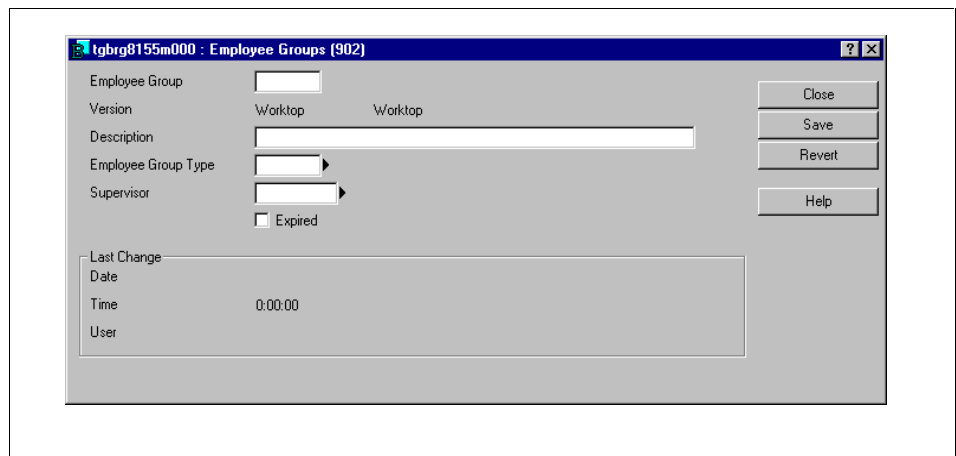 tgbrg8155m000 : Employee Groups (902)
Employee Group
Version Worktop Worktop
Description
Employee Group Type
Supervisor
Expired
Last Change
Date
Time 0:00:00
User
Close
Save
Revert
Help